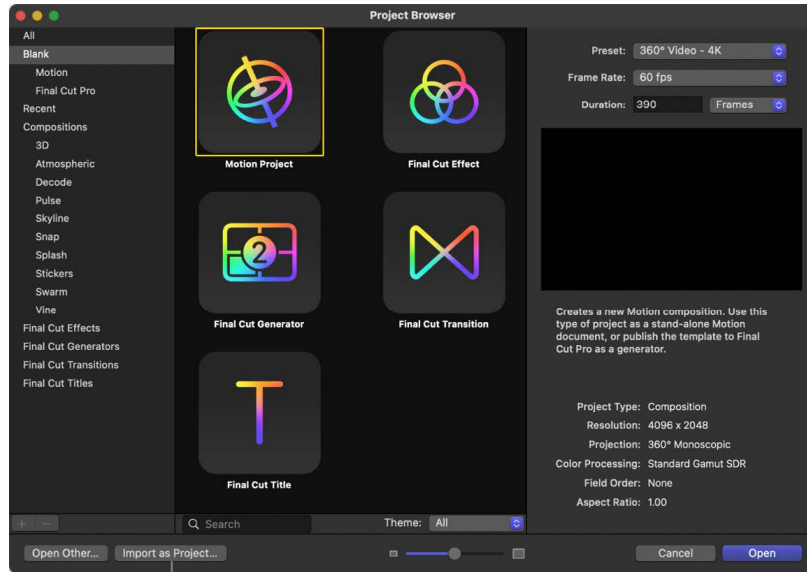 Project Browser
All
Blank
Motion
Final Cut Pro
Recent
Compositions
3D
Atmospheric
Decode
Pulse
Skyline
Snap
Splash
Stickers
Swarm
Vine
Final Cut Effects
Final Cut Generators
Final Cut Transitions
Final Cut Titles
Motion Project
Final Cut Effect
2
Final Cut Generator
Final Cut Transition
T
Final Cut Title
Search
Theme: All
Preset: 360° Video - 4K
Frame Rate: 60 fps
Duration: 390 Frames
Creates a new Motion composition. Use this
type of project as a stand-alone Motion
document, or publish the template to Final
Cut Pro as a generator.
Project Type: Composition
Resolution: 4096 x 2048
Projection: 360° Monoscopic
Color Processing: Standard Gamut SDR
Field Order: None
Aspect Ratio: 1.00
Open Other...
Import as Project...
Cancel
Open